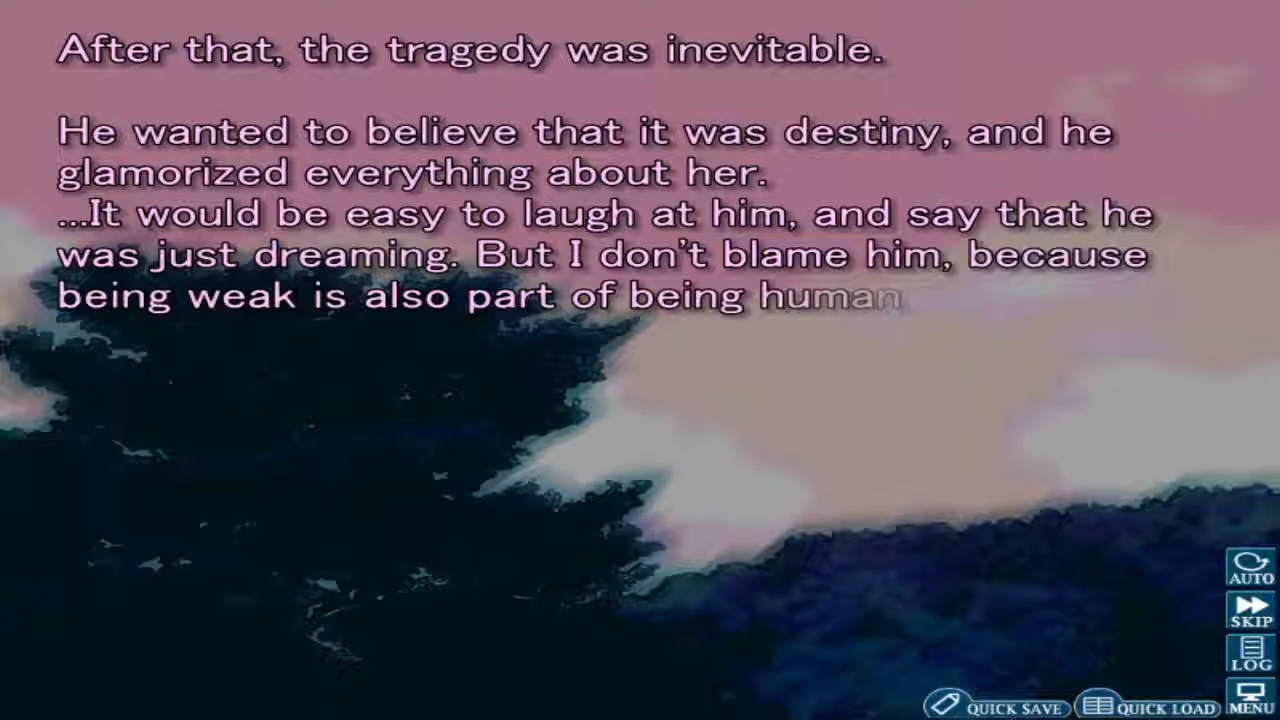 After that, the tragedy was inevitable.
He wanted to believe that it was destiny, and he
glamorized everything about her.
...It would be easy to laugh at him, and say that he
was just dreaming. But I don't blame him, because
being weak is also part of being human
AUTO
SKIP
LOG
MENU
QUICK SAVE
QUICK LOAD